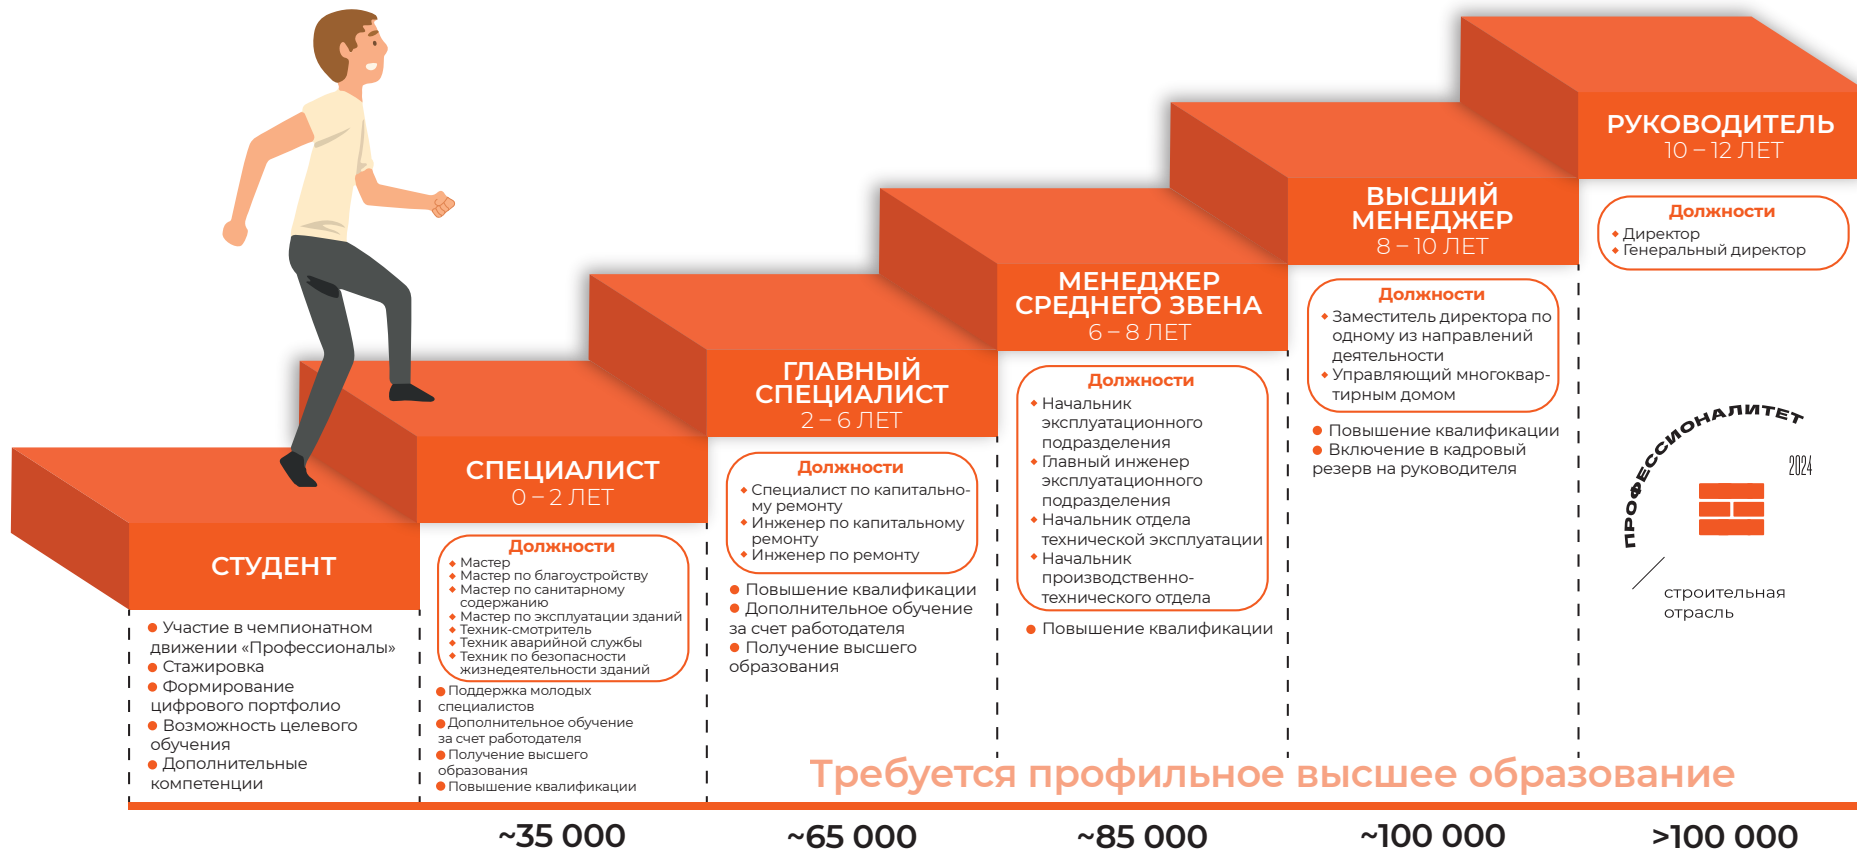 СТУДЕНТ
● Участие в чемпионатном
движении «Профессионалы»
● Стажировка
● Формирование
цифрового портфолио
● Возможность целевого
обучения
● Дополнительные
компетенции
СПЕЦИАЛИСТ
0 – 2 ЛЕТ
Должности
Мастер
Мастер по благоустройству
Мастер по санитарному
содержанию
Мастер по эксплуатации зданий
Техник-смотритель
Техник аварийной службы
Техник по безопасности
жизнедеятельности зданий
● Поддержка молодых
специалистов
● Дополнительное обучение
за счет работодателя
● Получение высшего
образования
● Повышение квалификации
~35 000
ГЛАВНЫЙ
СПЕЦИАЛИСТ
2 – 6 ЛЕТ
Должности
Специалист по капитально-
му ремонту
Инженер по капитальному
ремонту
Инженер по ремонту
● Повышение квалификации
● Дополнительное обучение
за счет работодателя
● Получение высшего
образования
~65 000
МЕНЕДЖЕР
СРЕДНЕГО ЗВЕНА
6 – 8 ЛЕТ
Должности
Начальник
эксплуатационного
подразделения
Главный инженер
эксплуатационного
подразделения
Начальник отдела
технической эксплуатации
Начальник
производственно-
технического отдела
● Повышение квалификации
~85 000
ВЫСШИЙ
МЕНЕДЖЕР
8 – 10 ЛЕТ
Должности
Заместитель директора по
одному из направлений
деятельности
Управляющий многоквар-
тирным домом
● Повышение квалификации
● Включение в кадровый
резерв на руководителя
~100 000
РУКОВОДИТЕЛЬ
10 – 12 ЛЕТ
Должности
Директор
Генеральный директор
>100 000
ПРОФЕССИОНАЛИТЕТ
2024
строительная
отрасль
Требуется профильное высшее образование